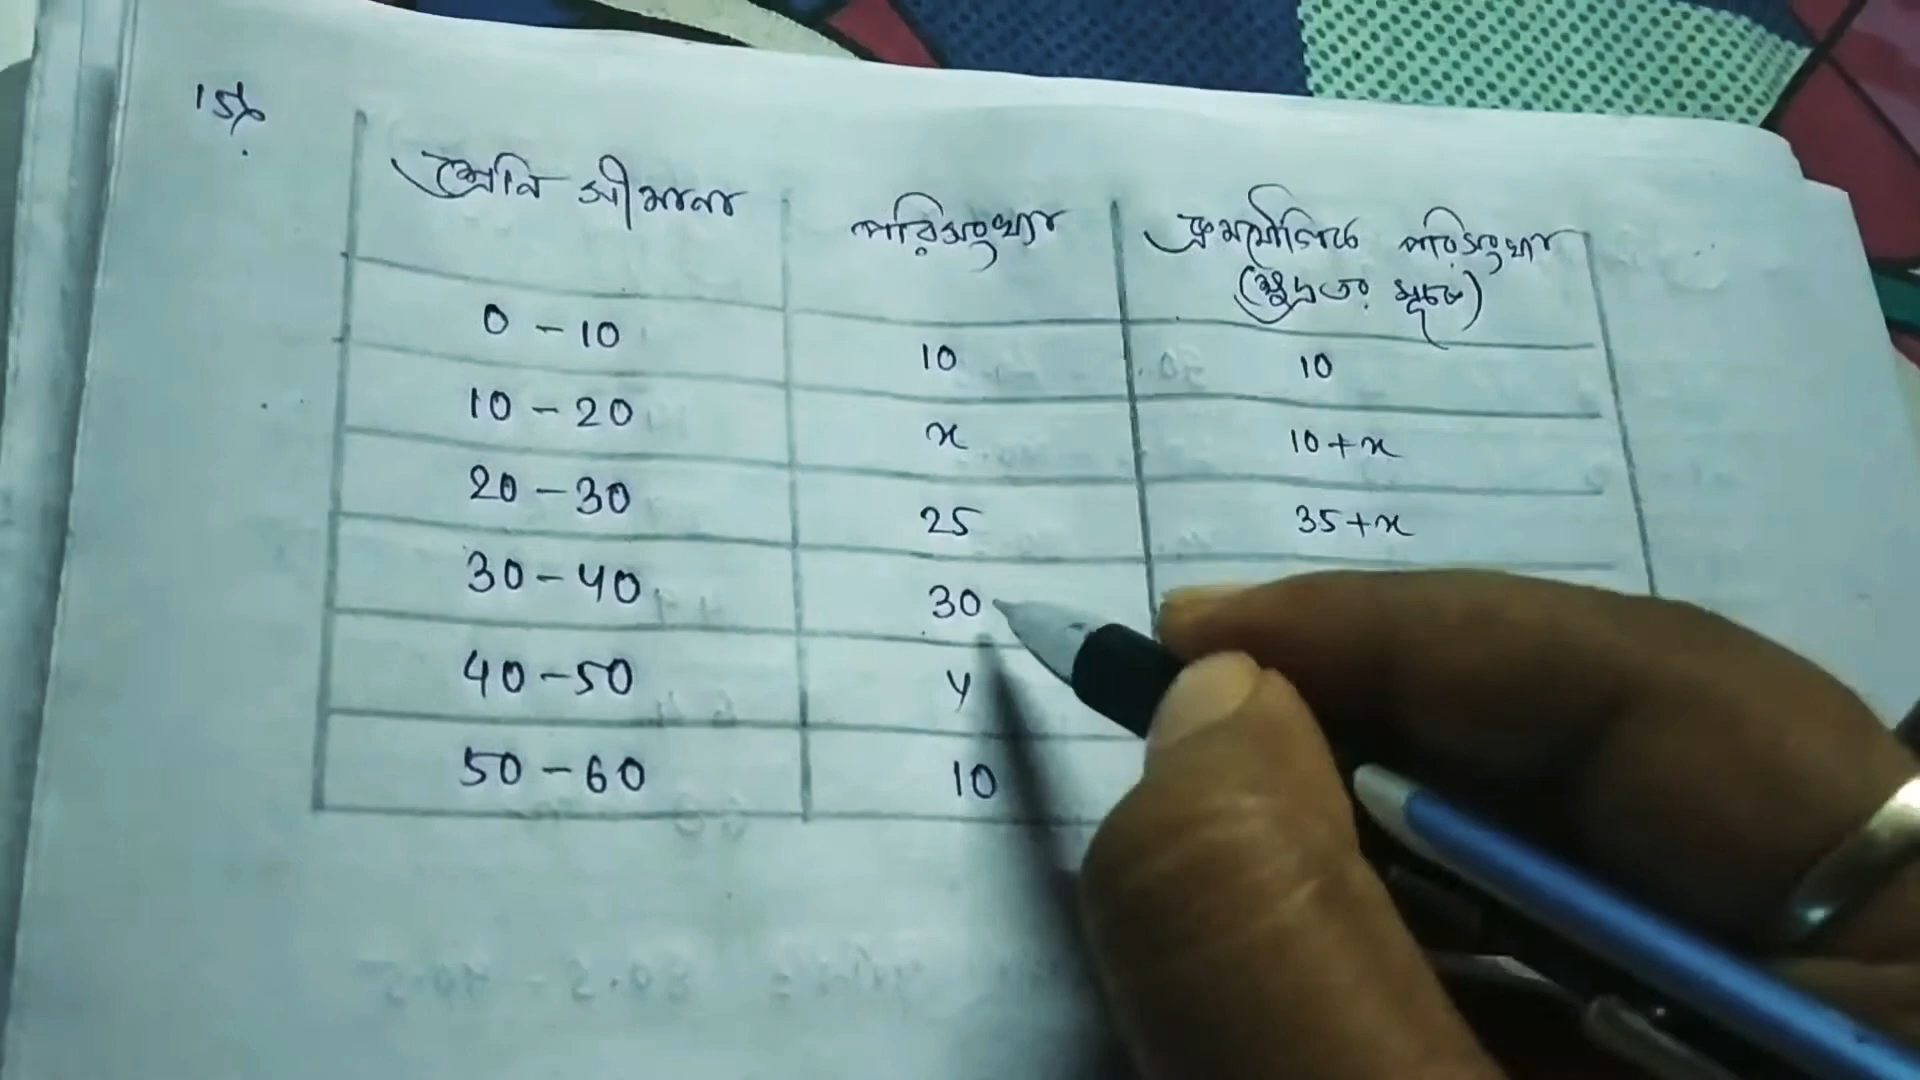 15)
শ্রেনি সীমানা পরিসংখ্যা ক্রমযৌগিক পরিসংখ্যা
(ক্ষুদ্রতর সূচক)
0 - 10 10 10
10 - 20 x 10+x
20 - 30 25 35+x
30 - 40 30
40 - 50 y
50 - 60 10